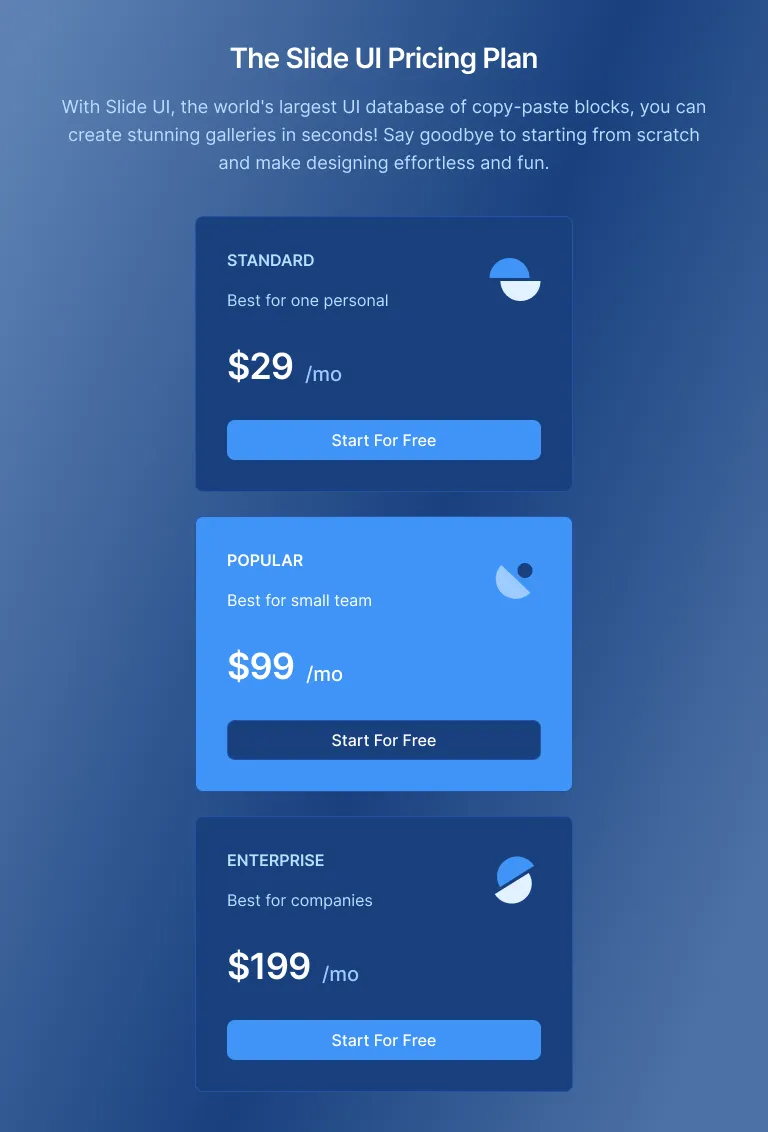 The Slide UI Pricing Plan
With Slide UI, the world's largest UI database of copy-paste blocks, you can
create stunning galleries in seconds! Say goodbye to starting from scratch
and make designing effortless and fun.
STANDARD
Best for one personal
$29 /mo
Start For Free
POPULAR
Best for small team
$99 /mo
Start For Free
ENTERPRISE
Best for companies
$199 /mo
Start For Free